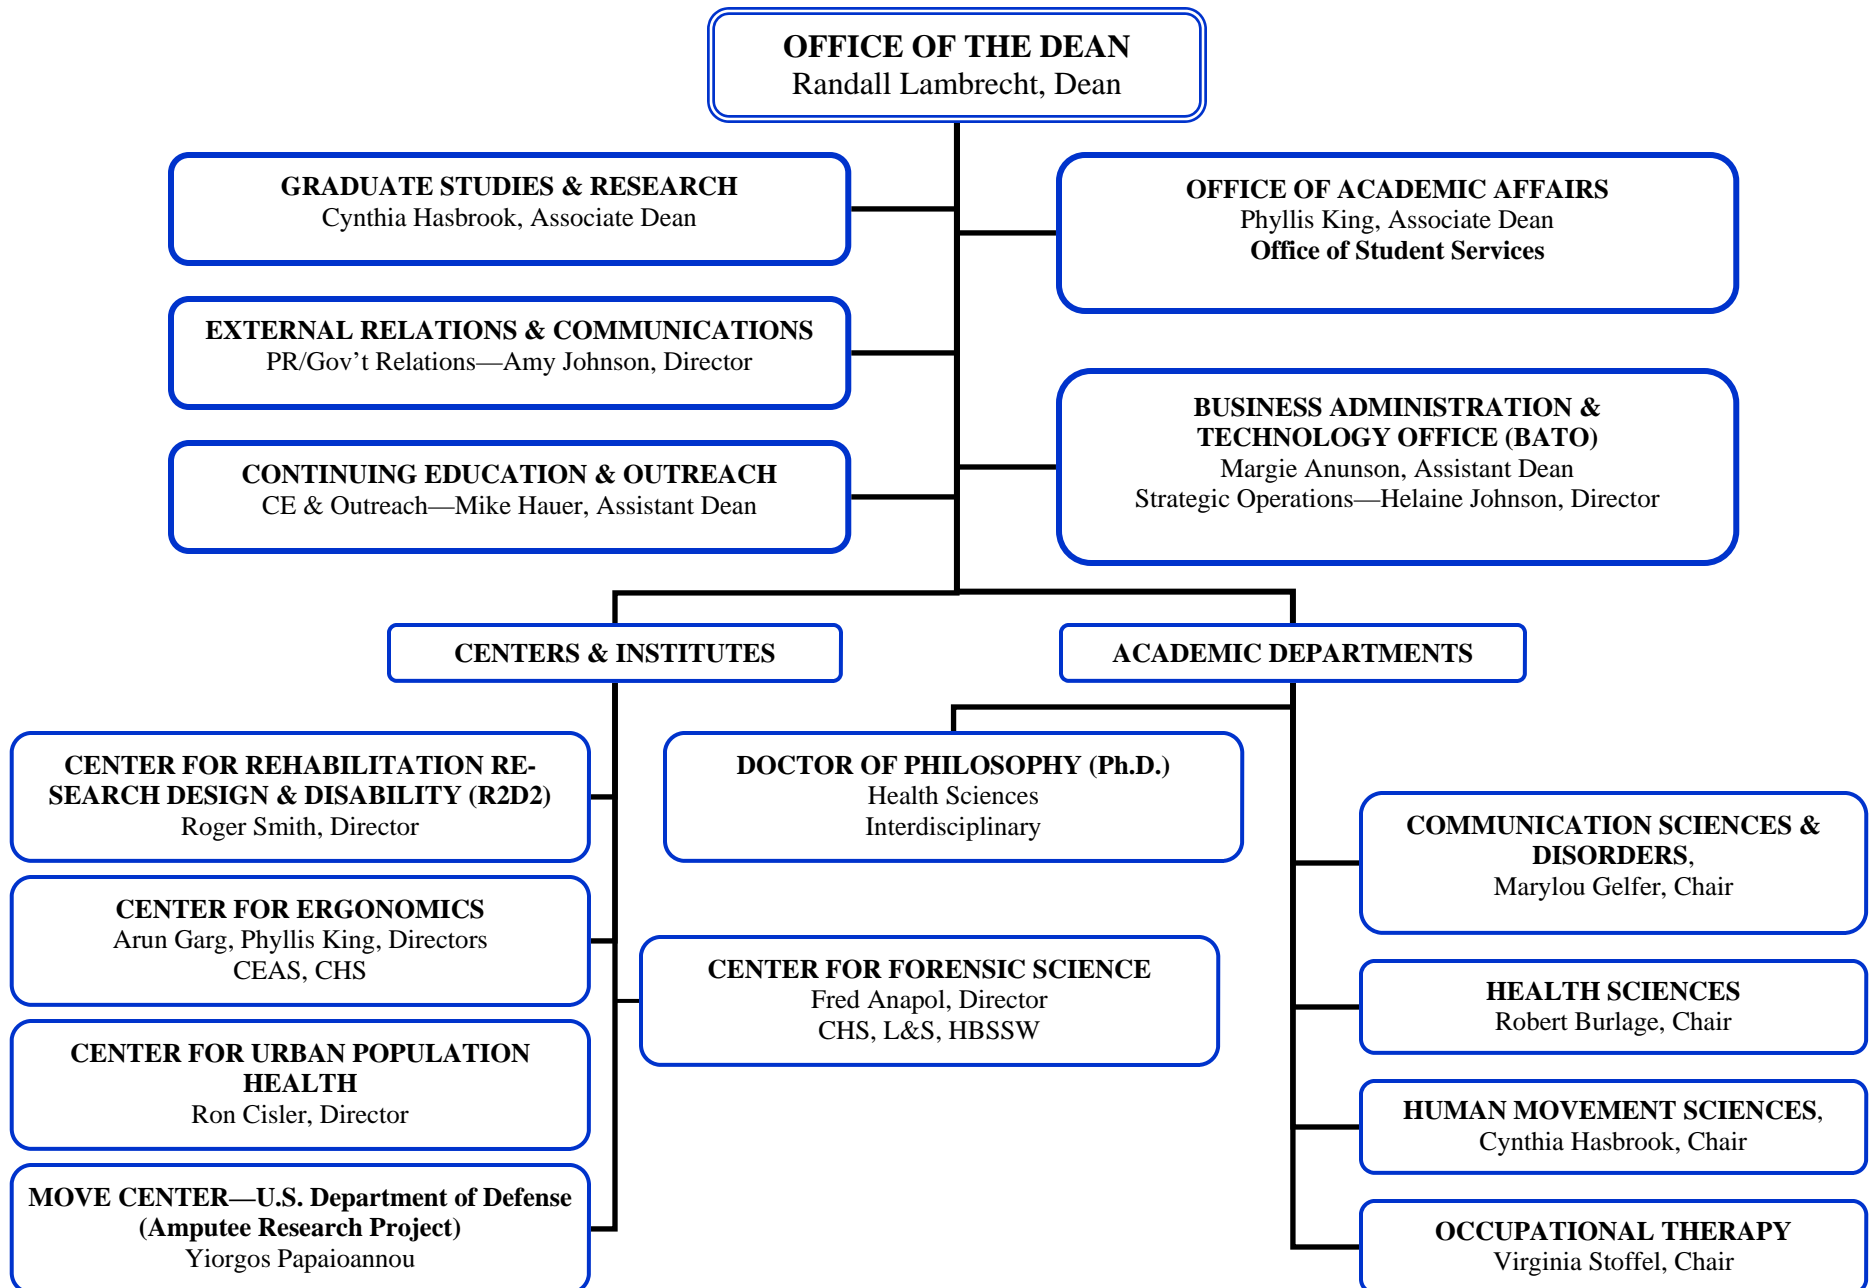 OFFICE OF THE DEAN
Randall Lambrecht, Dean
GRADUATE STUDIES & RESEARCH
Cynthia Hasbrook, Associate Dean
OFFICE OF ACADEMIC AFFAIRS
Phyllis King, Associate Dean
Office of Student Services
EXTERNAL RELATIONS & COMMUNICATIONS
PR/Gov’t Relations—Amy Johnson, Director
BUSINESS ADMINISTRATION &
TECHNOLOGY OFFICE (BATO)
Margie Anunson, Assistant Dean
Strategic Operations—Helaine Johnson, Director
CONTINUING EDUCATION & OUTREACH
CE & Outreach—Mike Hauer, Assistant Dean
CENTERS & INSTITUTES
ACADEMIC DEPARTMENTS
CENTER FOR REHABILITATION RE-
SEARCH DESIGN & DISABILITY (R2D2)
Roger Smith, Director
DOCTOR OF PHILOSOPHY (Ph.D.)
Health Sciences
Interdisciplinary
COMMUNICATION SCIENCES &
DISORDERS,
Marylou Gelfer, Chair
CENTER FOR ERGONOMICS
Arun Garg, Phyllis King, Directors
CEAS, CHS
CENTER FOR FORENSIC SCIENCE
Fred Anapol, Director
CHS, L&S, HBSSW
HEALTH SCIENCES
Robert Burlage, Chair
CENTER FOR URBAN POPULATION
HEALTH
Ron Cisler, Director
HUMAN MOVEMENT SCIENCES,
Cynthia Hasbrook, Chair
MOVE CENTER—U.S. Department of Defense
(Amputee Research Project)
Yiorgos Papaioannou
OCCUPATIONAL THERAPY
Virginia Stoffel, Chair